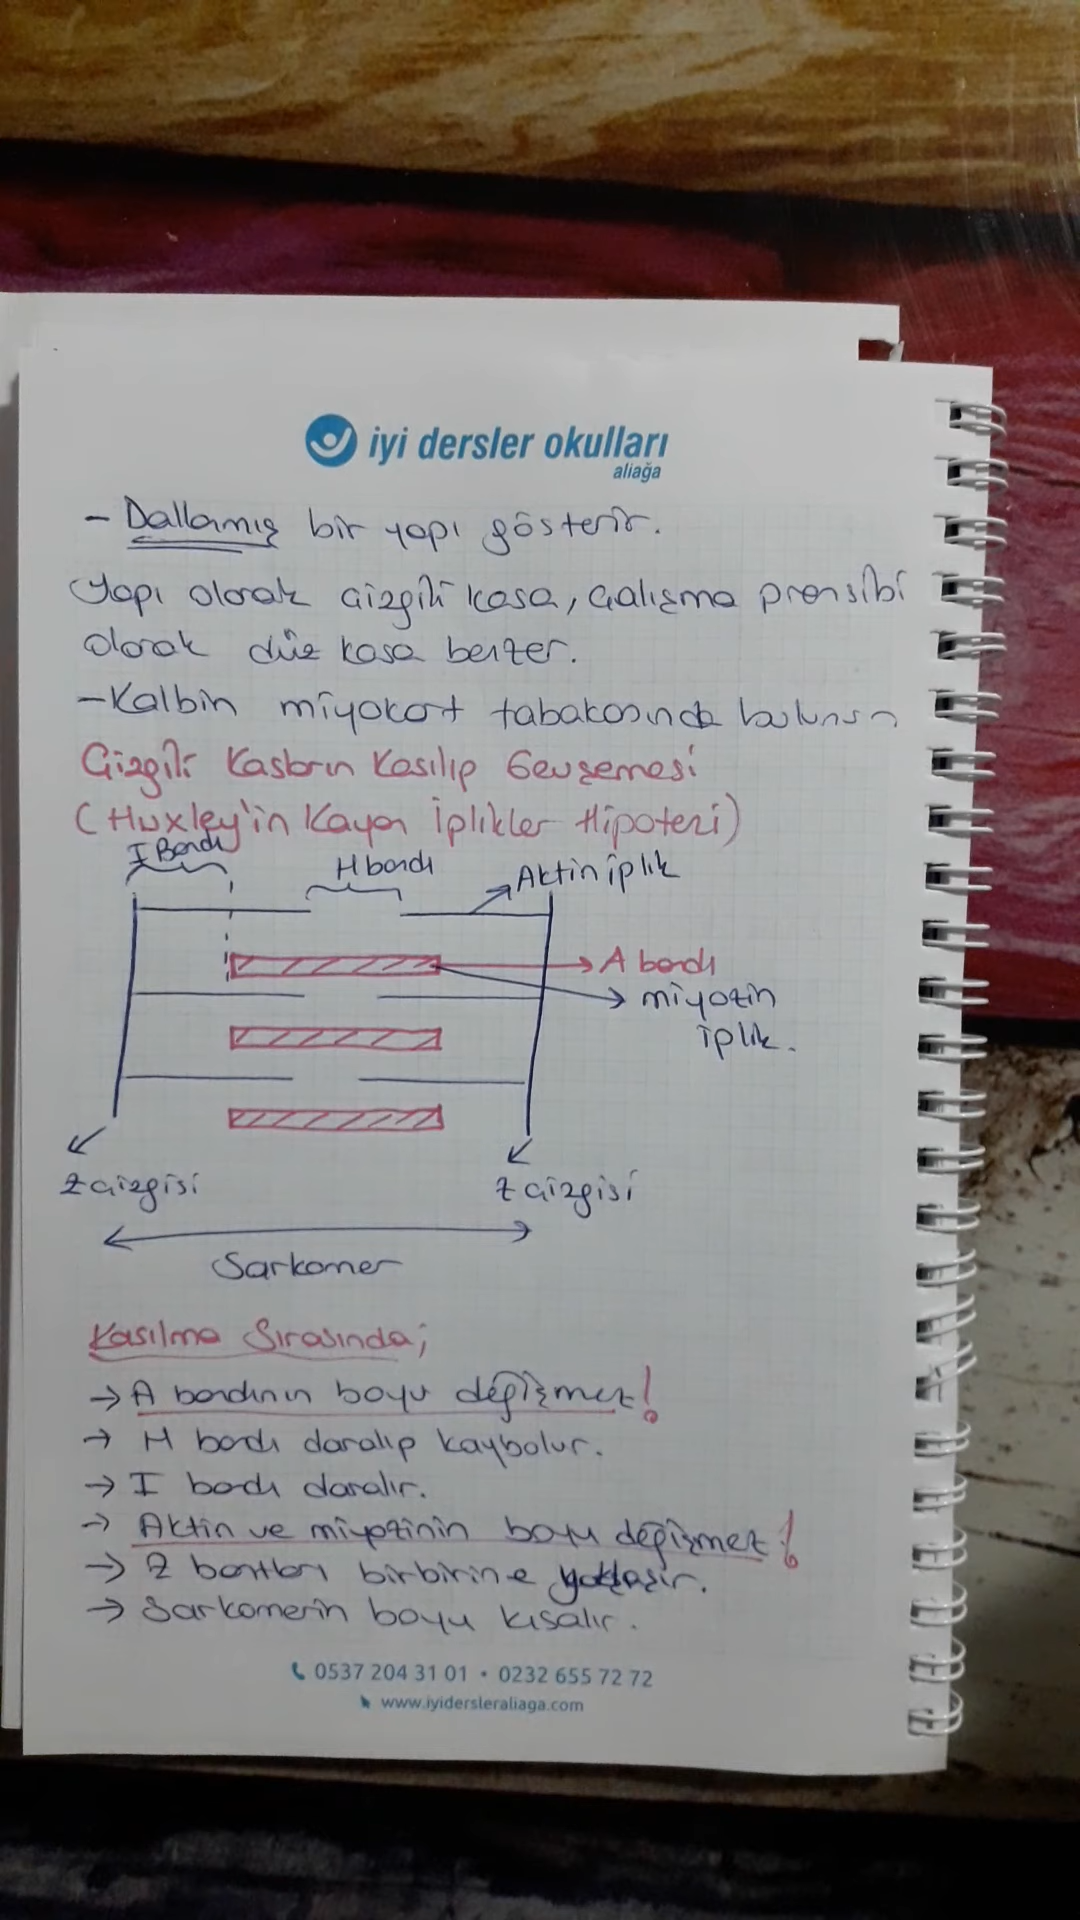 iyi dersler okulları
aliağa
- Dallanmış bir yapı gösterir.
Yapı olarak çizgili kasa, çalışma prensibi
olarak düz kasa benzer.
- Kalbin miyokart tabakasında bulunur
Çizgili Kasların Kasılıp Gevşemesi
(Huxley'in Kayan İplikler Hipotezi)
I Bandı
H bandı
Aktin iplik
A bandı
miyozin
iplik.
Z çizgisi
Z çizgisi
Sarkomer
Kasılma Sırasında;
→ A bandının boyu değişmez!
→ H bandı daralıp kaybolur.
→ I bandı daralır.
→ Aktin ve miyozinin boyu değişmez!
→ Z bantları birbirine yaklaşır.
→ Sarkomerin boyu kısalır.
0537 204 31 01 • 0232 655 72 72
www.iyidersleraliaga.com